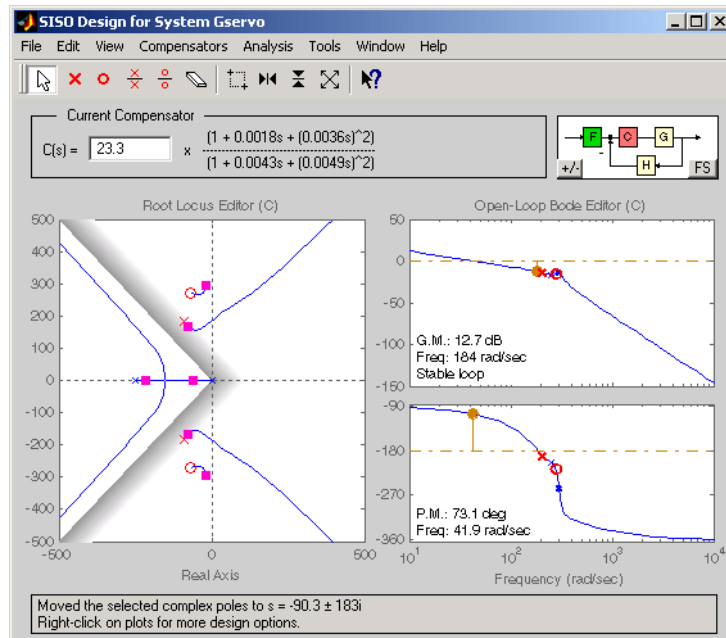 SISO Design for System Gservo
File Edit View Compensators Analysis Tools Window Help
Current Compensator
C(s) = 23.3 x (1 + 0.0018s + (0.0036s)^2)
(1 + 0.0043s + (0.0049s)^2)
F C G
H
+/- FS
Root Locus Editor (C)
500
400
300
200
100
0
-100
-200
-300
-400
-500
-500 0 500
Real Axis
Open-Loop Bode Editor (C)
50
0
-50
-100
-150
G.M.: 12.7 dB
Freq: 184 rad/sec
Stable loop
-90
-180
-270
-360
P.M.: 73.1 deg
Freq: 41.9 rad/sec
10^1 10^2 10^3 10^4
Frequency (rad/sec)
Moved the selected complex poles to s = -90.3 ± 183i
Right-click on plots for more design options.